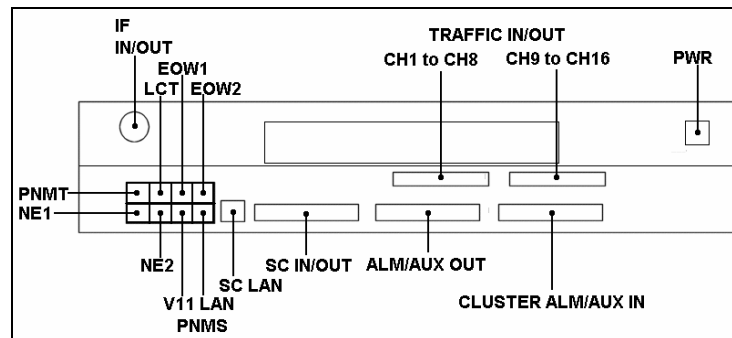 IF
IN/OUT
EOW1
LCT
EOW2
TRAFFIC IN/OUT
CH1 to CH8
CH9 to CH16
PWR
PNMT
NE1
NE2
V11 LAN
PNMS
SC LAN
SC IN/OUT
ALM/AUX OUT
CLUSTER ALM/AUX IN